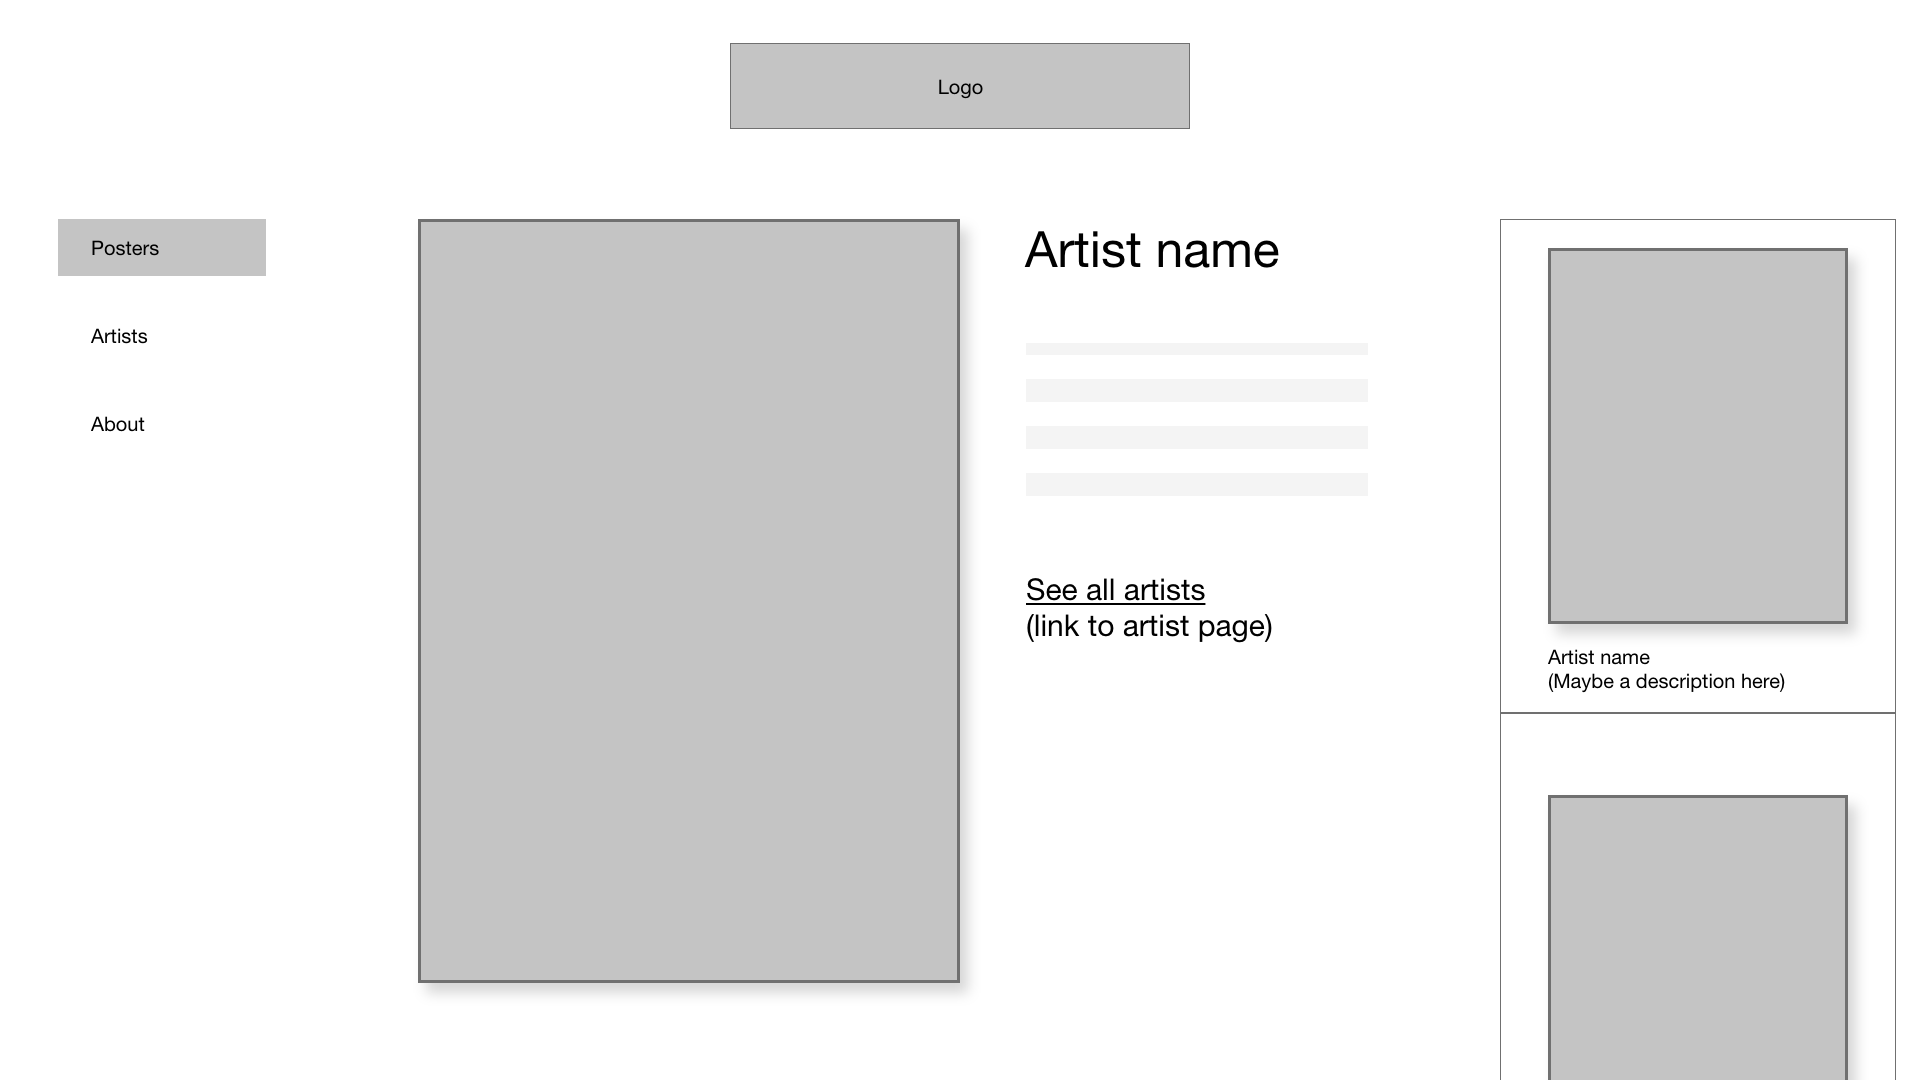 Logo
Posters
Artists
About
Artist name
See all artists
(link to artist page)
Artist name
(Maybe a description here)